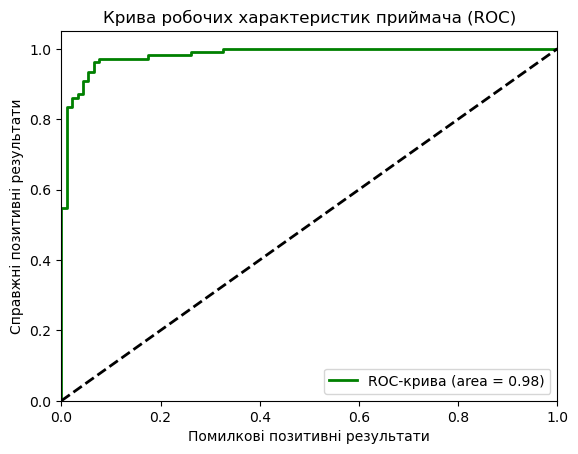 Крива робочих характеристик приймача (ROC)
Справжні позитивні результати
1.0
0.8
0.6
0.4
0.2
0.0
0.0 0.2 0.4 0.6 0.8 1.0
ROC-крива (area = 0.98)
Помилкові позитивні результати